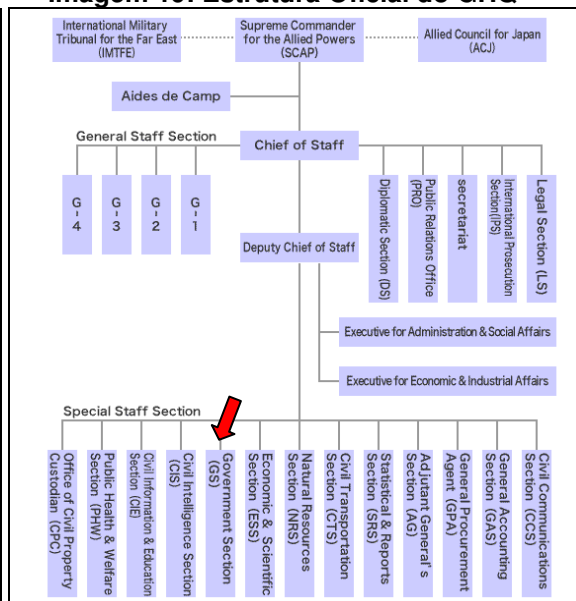 Imagem Estrutura Oficial do GHQ
International Military
Tribunal for the Far East
(IMTFE)
Supreme Commander
for the Allied Powers
(SCAP)
Allied Council for Japan
(ACJ)
Aides de Camp
General Staff Section
Chief of Staff
G-4
G-3
G-2
G-1
Diplomatic Section (DS)
Public Relations Office
(PRO)
secretariat
International Prosecution
Section(IPS)
Legal Section (LS)
Deputy Chief of Staff
Executive for Administration & Social Affairs
Executive for Economic & Industrial Affairs
Special Staff Section
Office of Civil Property
Custodian (CPC)
Public Health & Welfare
Section (PHW)
Civil Information & Education
Section (CIE)
Civil Intelligence Section
(CIS)
Government Section
(GS)
Economic & Scientific
Section (ESS)
Natural Resources
Section (NRS)
Civil Transportation
Section (CTS)
Statistical & Reports
Section (SRS)
Adjutant General's
Section (AG)
General Procurement
Agent (GPA)
General Accounting
Section (GAS)
Civil Communications
Section (CCS)